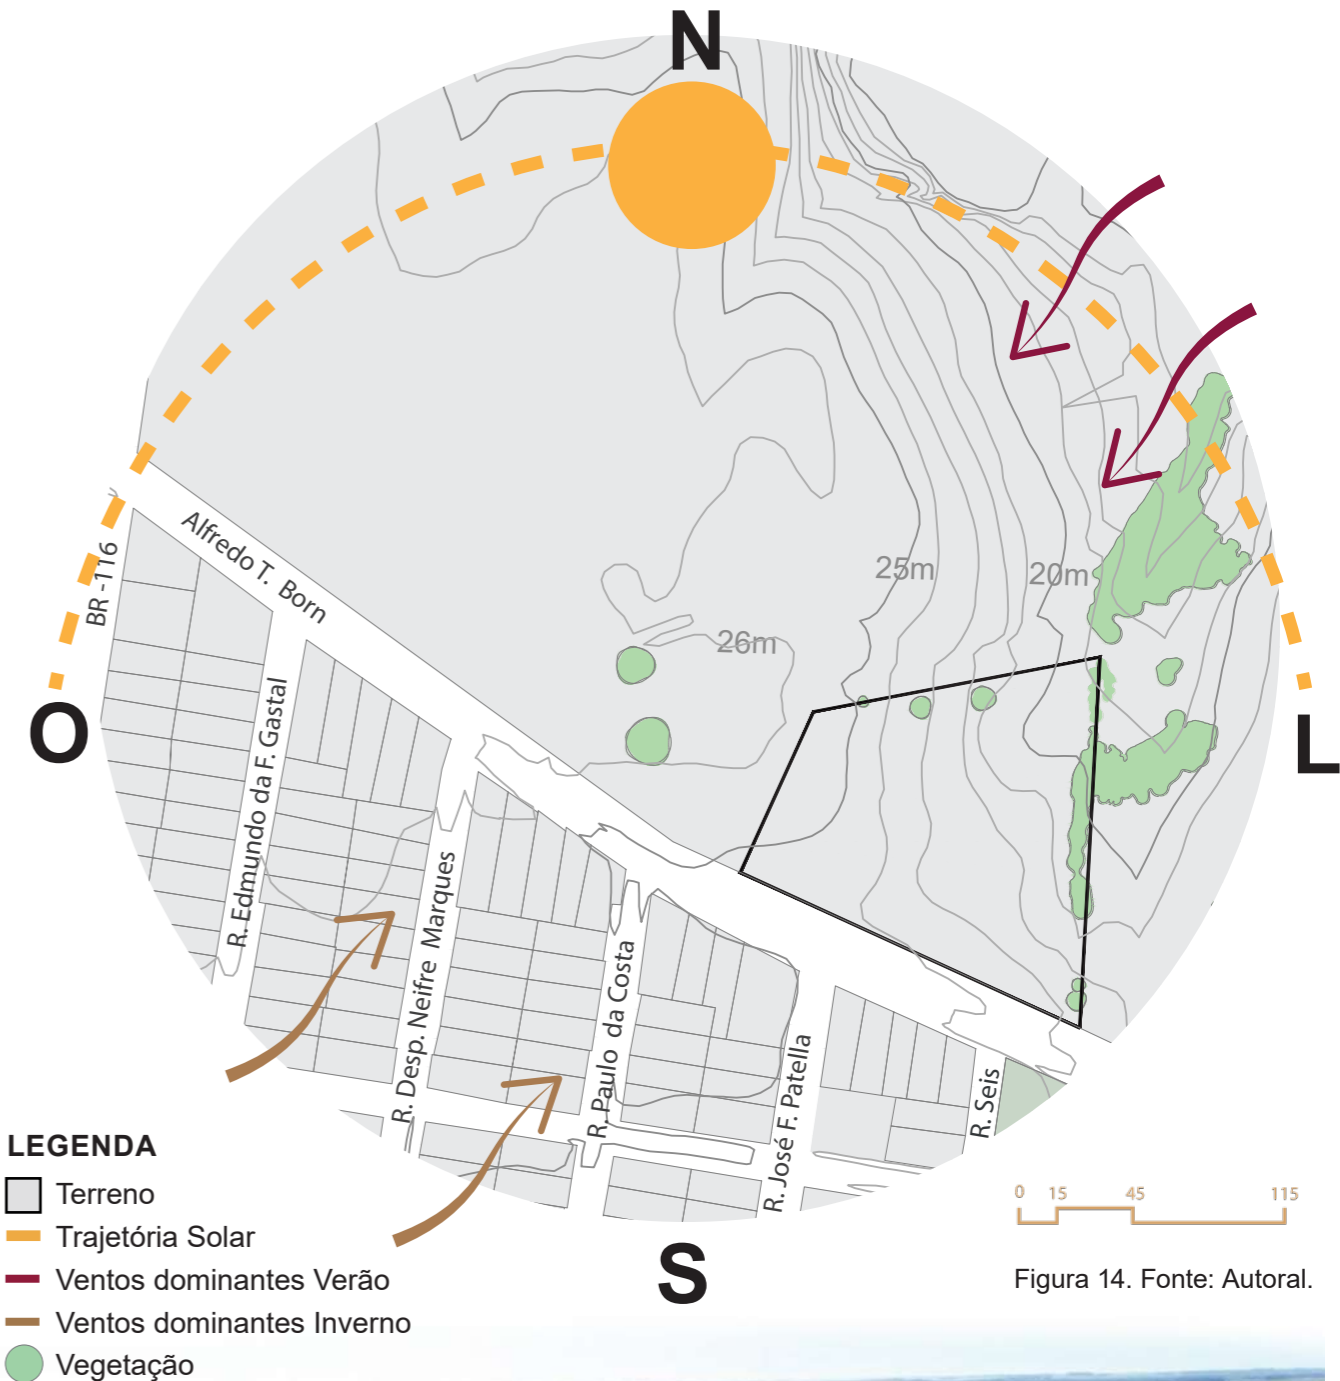 N
Alfredo T. Born
BR -116
25m
20m
26m
O
L
R. Edmundo da F. Gastal
R. Desp. Neifre Marques
R. Paulo da Costa
R. José F. Patella
R. Seis
S
LEGENDA
Terreno
Trajetória Solar
Ventos dominantes Verão
Ventos dominantes Inverno
Vegetação
0 15 45 115
Figura 14. Fonte: Autoral.